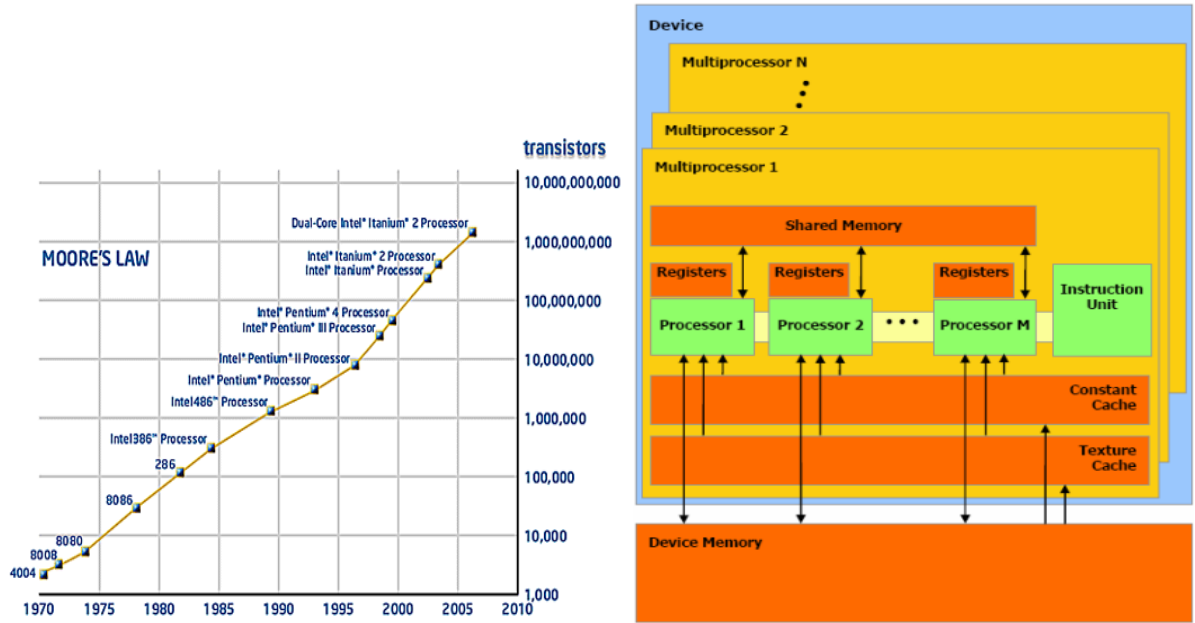 transistors
10,000,000,000
Dual-Core Intel® Itanium® 2 Processor
1,000,000,000
MOORE'S LAW
Intel® Itanium® 2 Processor
Intel® Itanium® Processor
100,000,000
Intel® Pentium® 4 Processor
Intel® Pentium® III Processor
10,000,000
Intel® Pentium® II Processor
Intel® Pentium® Processor
Intel486™ Processor
1,000,000
Intel386™ Processor
286
100,000
8086
10,000
8080
8008
4004
1,000
1970 1975 1980 1985 1990 1995 2000 2005 2010
Device
Multiprocessor N
Multiprocessor 2
Multiprocessor 1
Shared Memory
Registers Registers Registers
Instruction
Unit
Processor 1 Processor 2 ••• Processor M
Constant
Cache
Texture
Cache
Device Memory